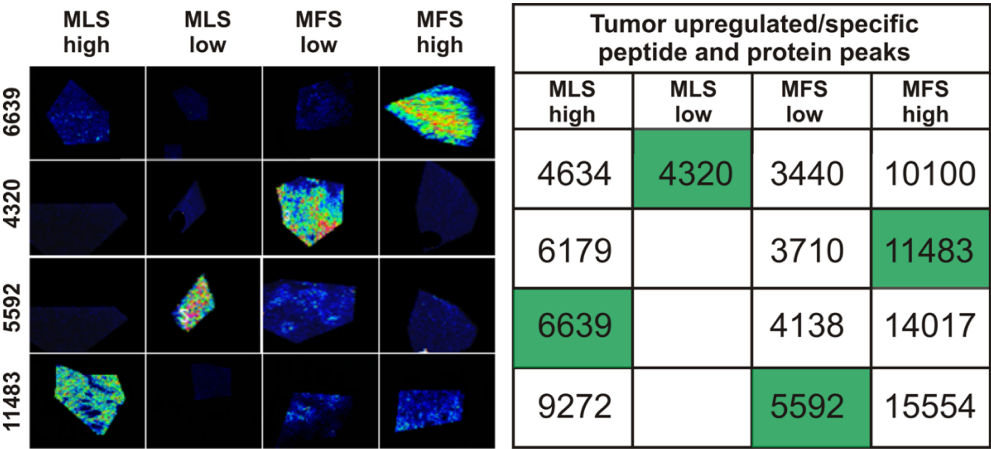 MLS high
MLS low
MFS low
MFS high
6639
4320
5592
11483
Tumor upregulated/specific
peptide and protein peaks
MLS high
MLS low
MFS low
MFS high
4634 4320 3440 10100
6179 3710 11483
6639 4138 14017
9272 5592 15554